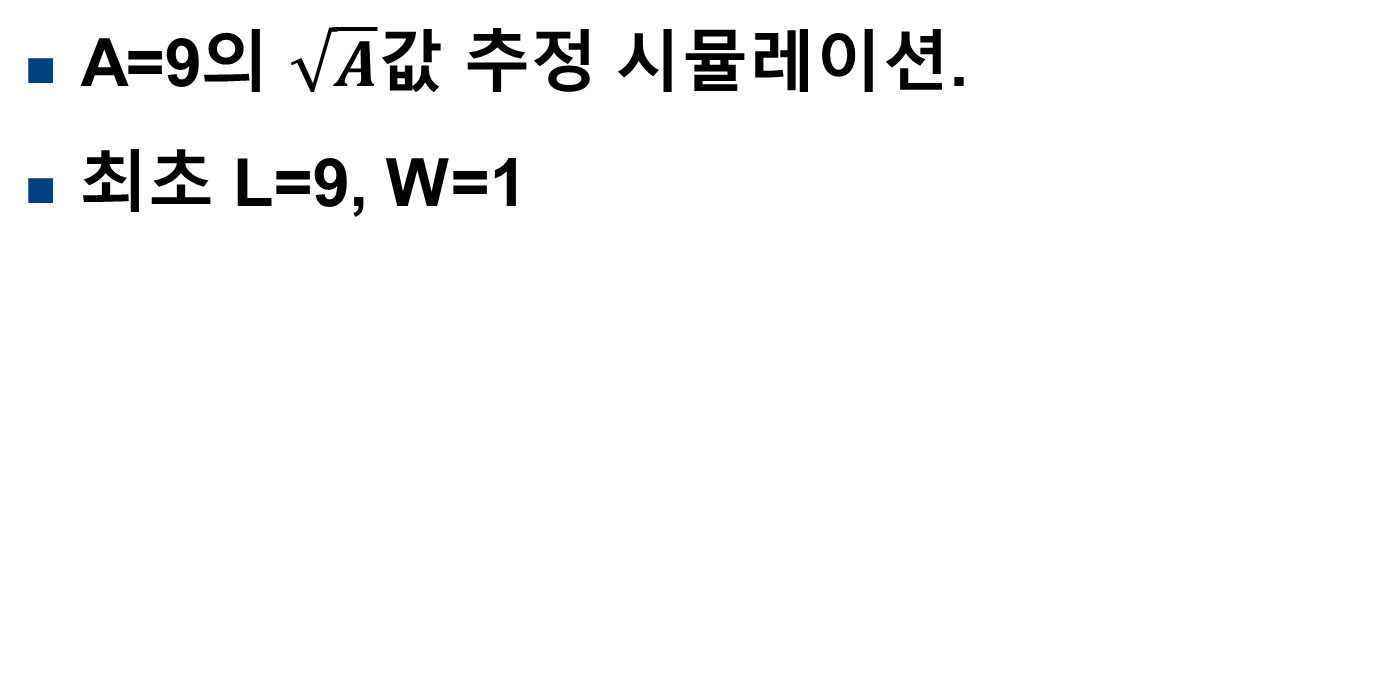 ■ A=9의 √A값 추정 시뮬레이션.
■ 최초 L=9, W=1